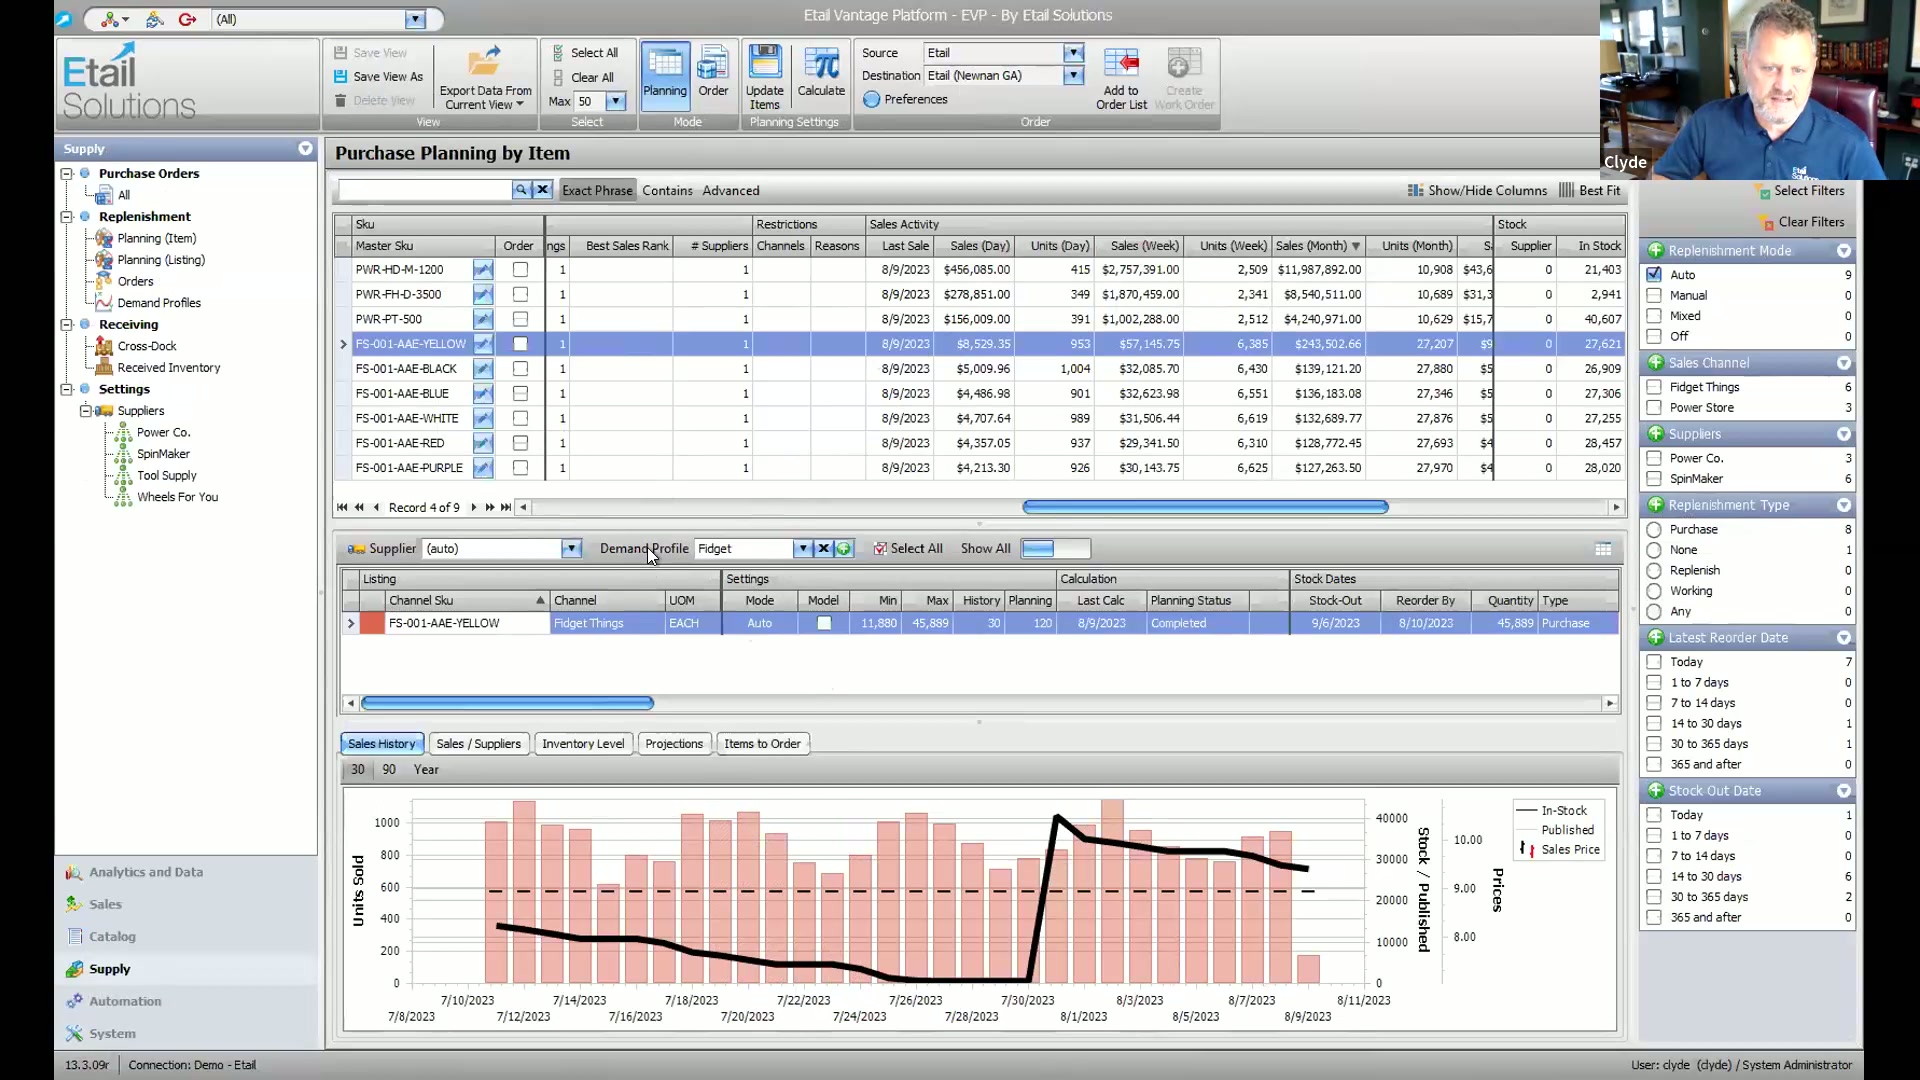 (All)
Etail Vantage Platform - EVP - By Etail Solutions
Etail
Solutions
Save View
Save View As
Delete View
Export Data From
Current View
View
Select All
Clear All
Max 50
Select
Planning
Order
Mode
Update
Items
Calculate
Planning Settings
Source Etail
Destination Etail (Newnan GA)
Preferences
Add to
Order List
Create
Work Order
Order
Clyde
Etail
Solutions
Supply
Purchase Orders
All
Replenishment
Planning (Item)
Planning (Listing)
Orders
Demand Profiles
Receiving
Cross-Dock
Received Inventory
Settings
Suppliers
Power Co.
SpinMaker
Tool Supply
Wheels For You
Analytics and Data
Sales
Catalog
Supply
Automation
System
Purchase Planning by Item
Exact Phrase Contains Advanced Show/Hide Columns Best Fit
Sku Restrictions Sales Activity Stock
Master Sku Order ngs Best Sales Rank # Suppliers Channels Reasons Last Sale Sales (Day) Units (Day) Sales (Week) Units (Week) Sales (Month) Units (Month) S Supplier In Stock
PWR-HD-M-1200 1 1 8/9/2023 $456,085.00 415 $2,757,391.00 2,509 $11,987,892.00 10,908 $43,6 0 21,403
PWR-FH-D-3500 1 1 8/9/2023 $278,851.00 349 $1,870,459.00 2,341 $8,540,511.00 10,689 $31,3 0 2,941
PWR-PT-500 1 1 8/9/2023 $156,009.00 391 $1,002,288.00 2,512 $4,240,971.00 10,629 $15,7 0 40,607
FS-001-AAE-YELLOW 1 1 8/9/2023 $8,529.35 953 $57,145.75 6,385 $243,502.66 27,207 $9 0 27,621
FS-001-AAE-BLACK 1 1 8/9/2023 $5,009.96 1,004 $32,085.70 6,430 $139,121.20 27,880 $5 0 26,909
FS-001-AAE-BLUE 1 1 8/9/2023 $4,486.98 901 $32,623.98 6,551 $136,183.08 27,346 $5 0 27,306
FS-001-AAE-WHITE 1 1 8/9/2023 $4,707.64 989 $31,506.44 6,619 $132,689.77 27,876 $5 0 27,255
FS-001-AAE-RED 1 1 8/9/2023 $4,357.05 937 $29,341.50 6,310 $128,772.45 27,693 $4 0 28,457
FS-001-AAE-PURPLE 1 1 8/9/2023 $4,213.30 926 $30,143.75 6,625 $127,263.50 27,970 $4 0 28,020
Record 4 of 9
Supplier (auto) Demand Profile Fidget Select All Show All
Listing Settings Calculation Stock Dates
Channel Sku Channel UOM Mode Model Min Max History Planning Last Calc Planning Status Stock-Out Reorder By Quantity Type
FS-001-AAE-YELLOW Fidget Things EACH Auto 11,880 45,889 30 120 8/9/2023 Completed 9/6/2023 8/10/2023 45,889 Purchase
Sales History Sales / Suppliers Inventory Level Projections Items to Order
30 90 Year
Units Sold
1000
800
600
400
200
0
40000
30000
20000
10000
0
Stock / Published
10.00
9.00
8.00
Prices
In-Stock
Published
Sales Price
7/10/2023 7/14/2023 7/18/2023 7/22/2023 7/26/2023 7/30/2023 8/3/2023 8/7/2023 8/11/2023
7/8/2023 7/12/2023 7/16/2023 7/20/2023 7/24/2023 7/28/2023 8/1/2023 8/5/2023 8/9/2023
Select Filters
Clear Filters
Replenishment Mode
Auto 9
Manual 0
Mixed 0
Off 0
Sales Channel
Fidget Things 6
Power Store 3
Suppliers
Power Co. 3
SpinMaker 6
Replenishment Type
Purchase 8
None 1
Replenish 0
Working 0
Any 0
Latest Reorder Date
Today 7
1 to 7 days 0
7 to 14 days 0
14 to 30 days 1
30 to 365 days 1
365 and after 0
Stock Out Date
Today 1
1 to 7 days 0
7 to 14 days 0
14 to 30 days 6
30 to 365 days 2
365 and after 0
13.3.09r Connection: Demo - Etail User: clyde (clyde) / System Administrator